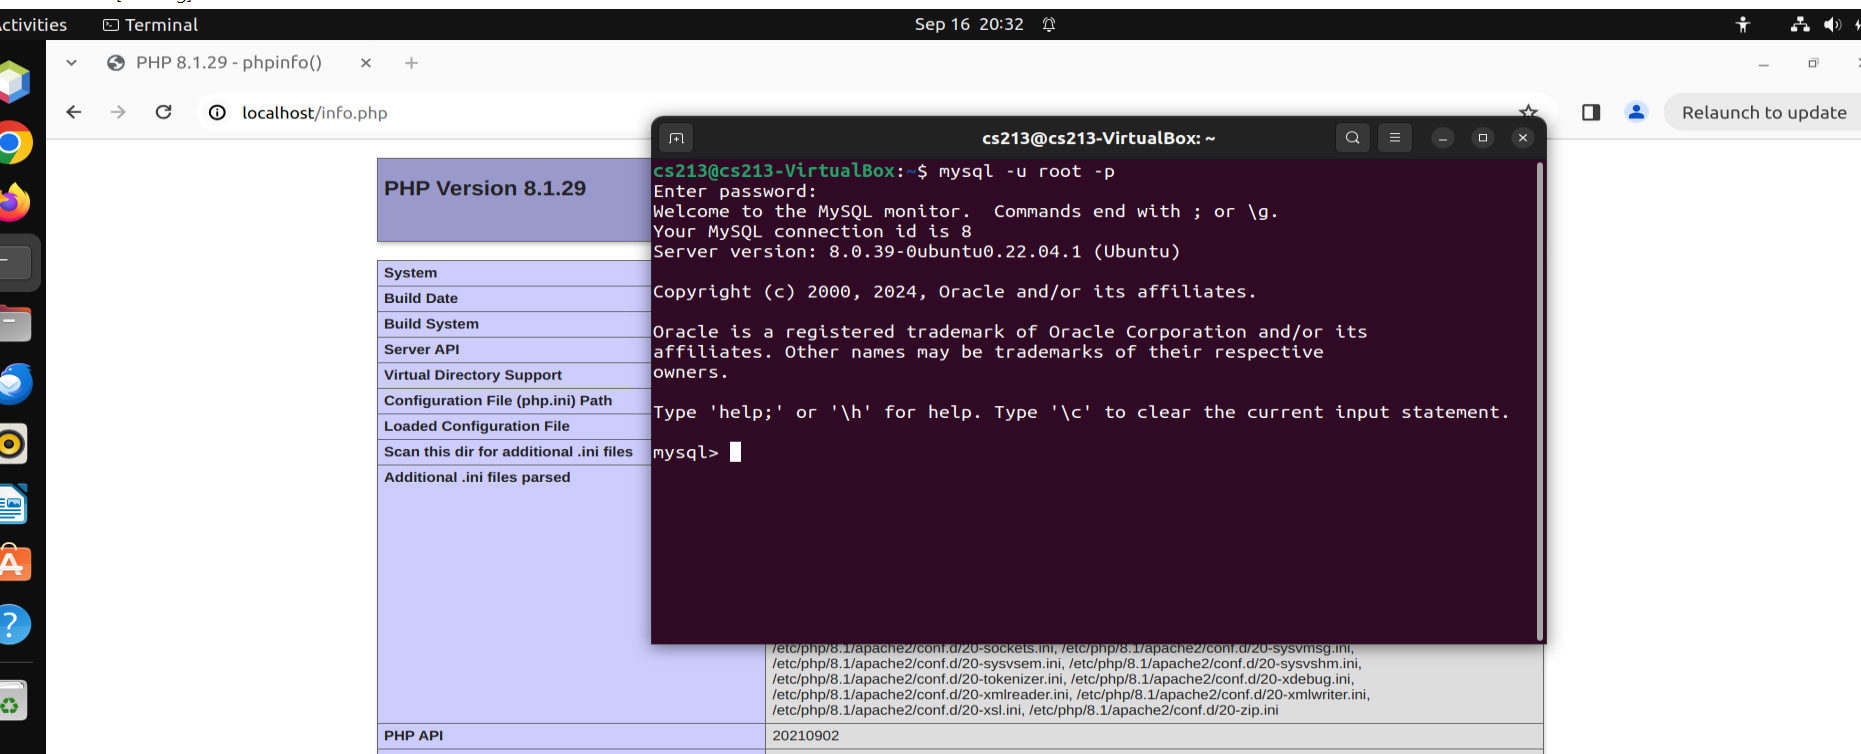 Activities Terminal Sep 16 20:32
PHP 8.1.29 - phpinfo()
localhost/info.php Relaunch to update
cs213@cs213-VirtualBox: ~
cs213@cs213-VirtualBox:~$ mysql -u root -p
Enter password:
Welcome to the MySQL monitor.  Commands end with ; or \g.
Your MySQL connection id is 8
Server version: 8.0.39-0ubuntu0.22.04.1 (Ubuntu)
Copyright (c) 2000, 2024, Oracle and/or its affiliates.
Oracle is a registered trademark of Oracle Corporation and/or its
affiliates. Other names may be trademarks of their respective
owners.
Type 'help;' or '\h' for help. Type '\c' to clear the current input statement.
mysql>
PHP Version 8.1.29
System
Build Date
Build System
Server API
Virtual Directory Support
Configuration File (php.ini) Path
Loaded Configuration File
Scan this dir for additional .ini files
Additional .ini files parsed
/etc/php/8.1/apache2/conf.d/20-sockets.ini, /etc/php/8.1/apache2/conf.d/20-sysvmsg.ini,
/etc/php/8.1/apache2/conf.d/20-sysvsem.ini, /etc/php/8.1/apache2/conf.d/20-sysvshm.ini,
/etc/php/8.1/apache2/conf.d/20-tokenizer.ini, /etc/php/8.1/apache2/conf.d/20-xdebug.ini,
/etc/php/8.1/apache2/conf.d/20-xmlreader.ini, /etc/php/8.1/apache2/conf.d/20-xmlwriter.ini,
/etc/php/8.1/apache2/conf.d/20-xsl.ini, /etc/php/8.1/apache2/conf.d/20-zip.ini
PHP API 20210902